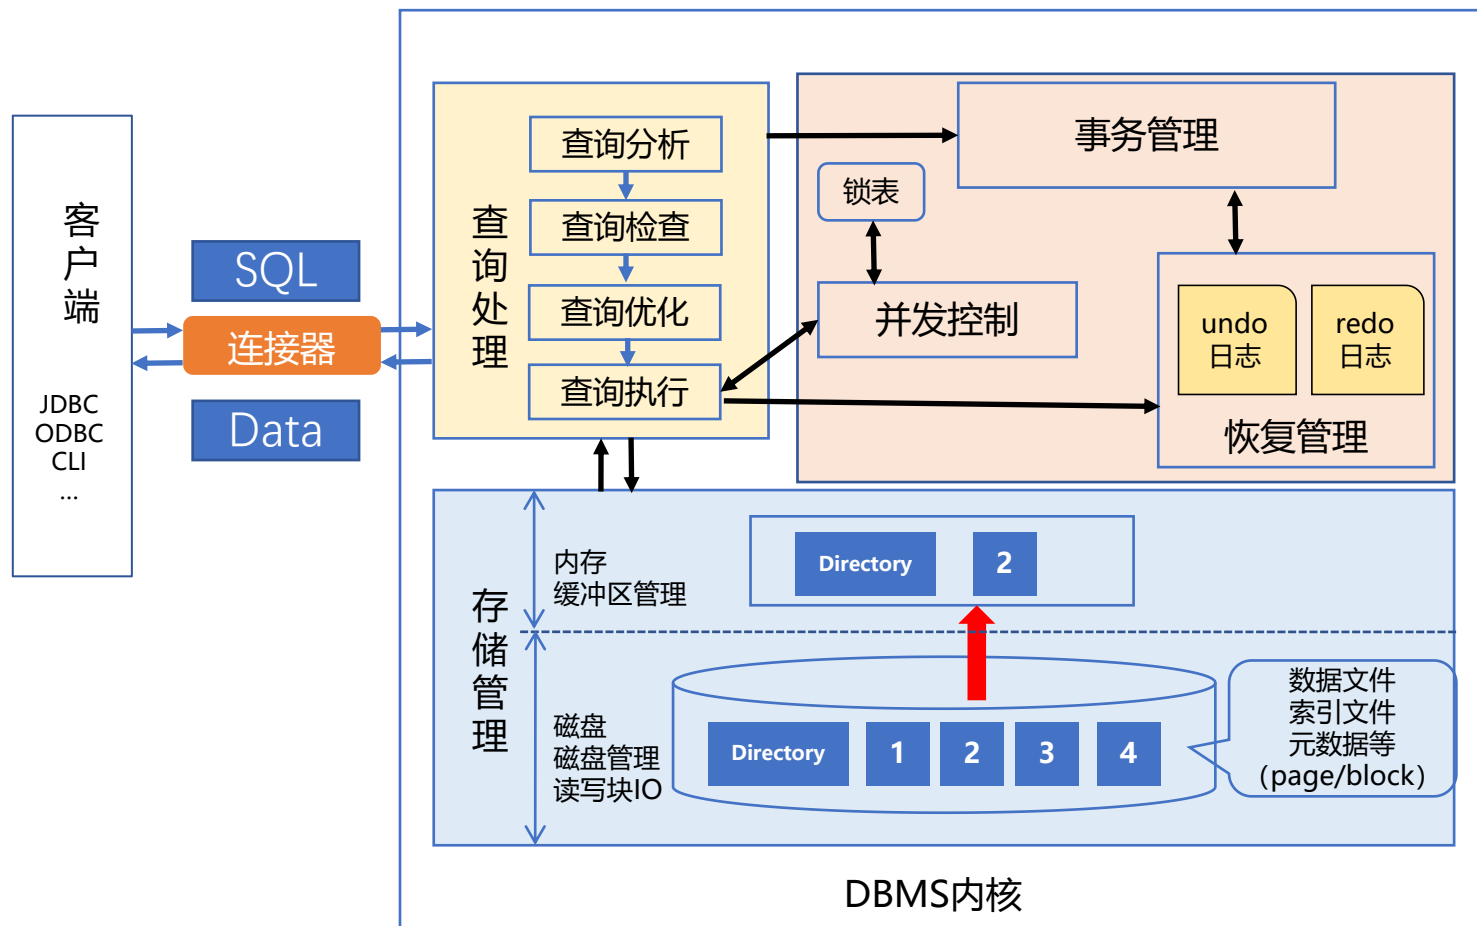 客户端
JDBC
ODBC
CLI
...
SQL
连接器
Data
查询处理
查询分析
查询检查
查询优化
查询执行
事务管理
锁表
并发控制
undo
日志
redo
日志
恢复管理
存储管理
内存
缓冲区管理
Directory
2
磁盘
磁盘管理
读写块IO
Directory
1
2
3
4
数据文件
索引文件
元数据等
（page/block）
DBMS内核